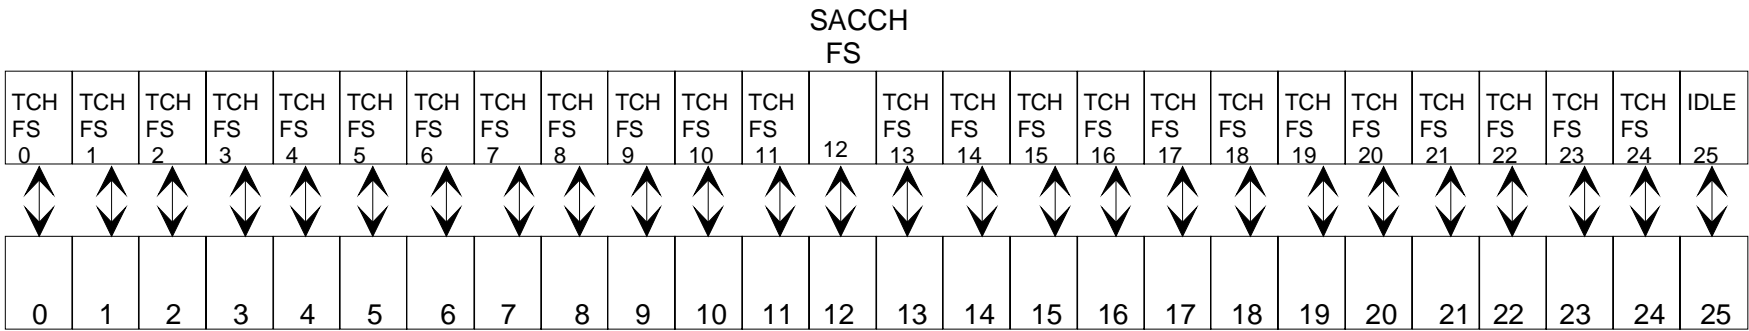 SACCH
FS
TCH TCH TCH TCH TCH TCH TCH TCH TCH TCH TCH TCH TCH TCH TCH TCH TCH TCH TCH TCH TCH TCH TCH TCH IDLE
FS FS FS FS FS FS FS FS FS FS FS FS FS FS FS FS FS FS FS FS FS FS FS FS
0 1 2 3 4 5 6 7 8 9 10 11 12 13 14 15 16 17 18 19 20 21 22 23 24 25
0 1 2 3 4 5 6 7 8 9 10 11 12 13 14 15 16 17 18 19 20 21 22 23 24 25